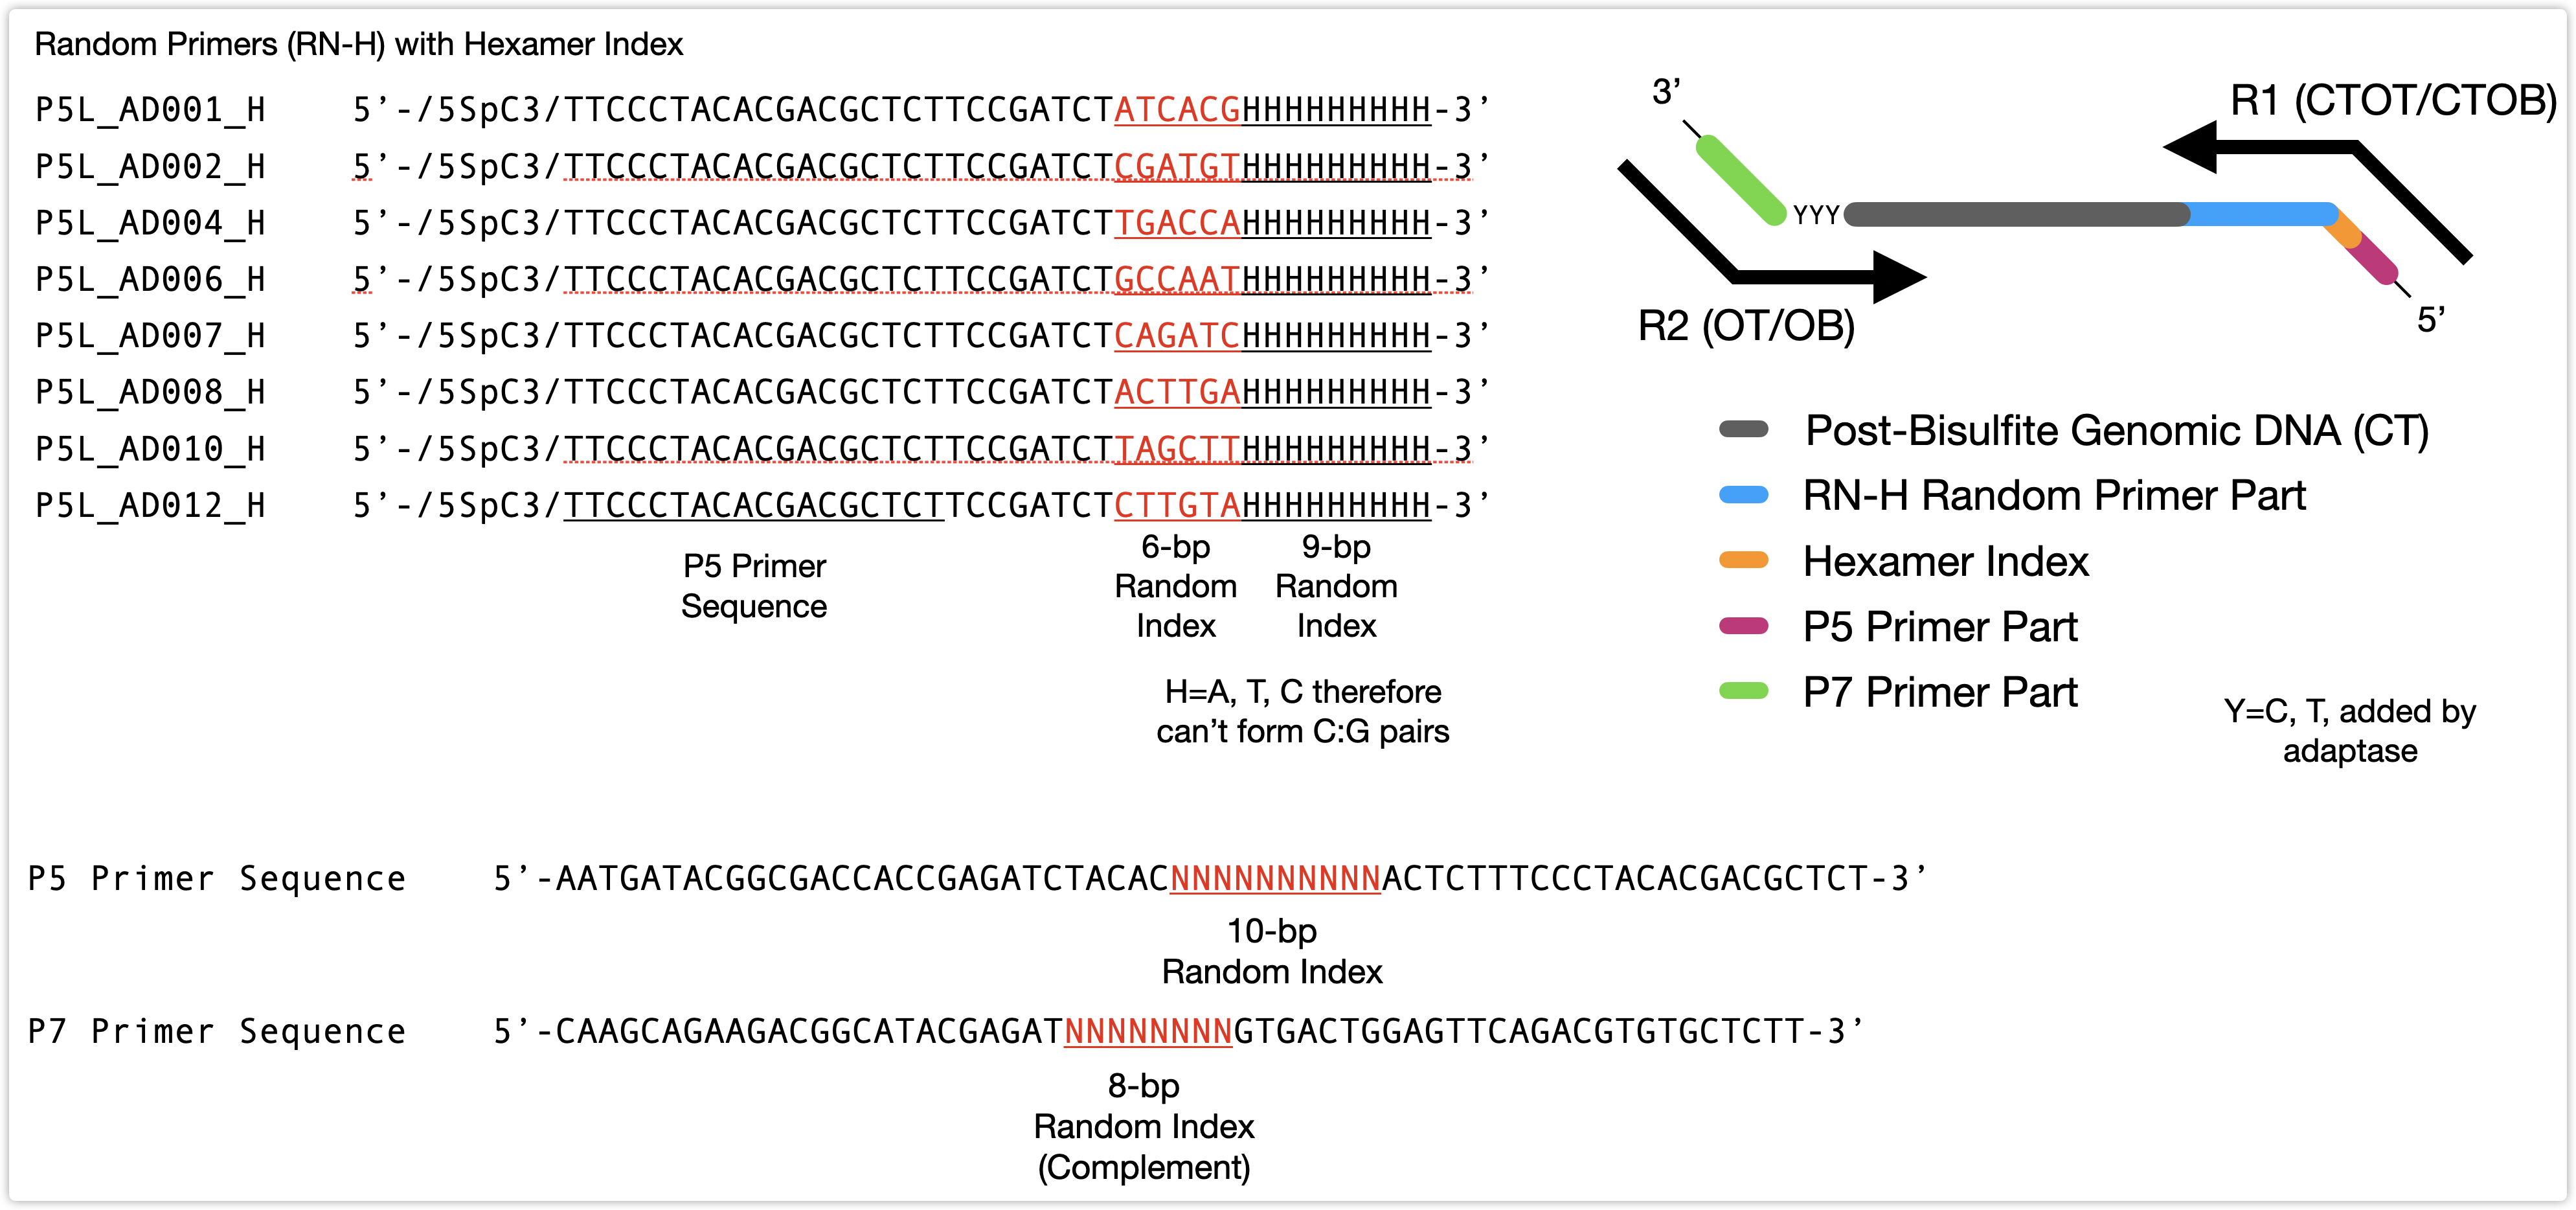 Random Primers (RN-H) with Hexamer Index
P5L_AD001_H 5’-/5SpC3/TTCCCTACACGACGCTCTTCCGATCTATCACGHHHHHHHHH-3’
P5L_AD002_H 5’-/5SpC3/TTCCCTACACGACGCTCTTCCGATCTCGATGTHHHHHHHHH-3’
P5L_AD004_H 5’-/5SpC3/TTCCCTACACGACGCTCTTCCGATCTTGACCAHHHHHHHHH-3’
P5L_AD006_H 5’-/5SpC3/TTCCCTACACGACGCTCTTCCGATCTGCCAATHHHHHHHHH-3’
P5L_AD007_H 5’-/5SpC3/TTCCCTACACGACGCTCTTCCGATCTCAGATCHHHHHHHHH-3’
P5L_AD008_H 5’-/5SpC3/TTCCCTACACGACGCTCTTCCGATCTACTTGAHHHHHHHHH-3’
P5L_AD010_H 5’-/5SpC3/TTCCCTACACGACGCTCTTCCGATCTTAGCTTHHHHHHHHH-3’
P5L_AD012_H 5’-/5SpC3/TTCCCTACACGACGCTCTTCCGATCTCTTGTAHHHHHHHHH-3’
P5 Primer
Sequence
6-bp
Random
Index
9-bp
Random
Index
H=A, T, C therefore
can’t form C:G pairs
3’
R1 (CTOT/CTOB)
YYY
R2 (OT/OB)
5’
Post-Bisulfite Genomic DNA (CT)
RN-H Random Primer Part
Hexamer Index
P5 Primer Part
P7 Primer Part
Y=C, T, added by
adaptase
P5 Primer Sequence 5’-AATGATACGGCGACCACCGAGATCTACACNNNNNNNNNNACTCTTTCCCTACACGACGCTCT-3’
10-bp
Random Index
P7 Primer Sequence 5’-CAAGCAGAAGACGGCATACGAGATNNNNNNNNGTGACTGGAGTTCAGACGTGTGCTCTT-3’
8-bp
Random Index
(Complement)